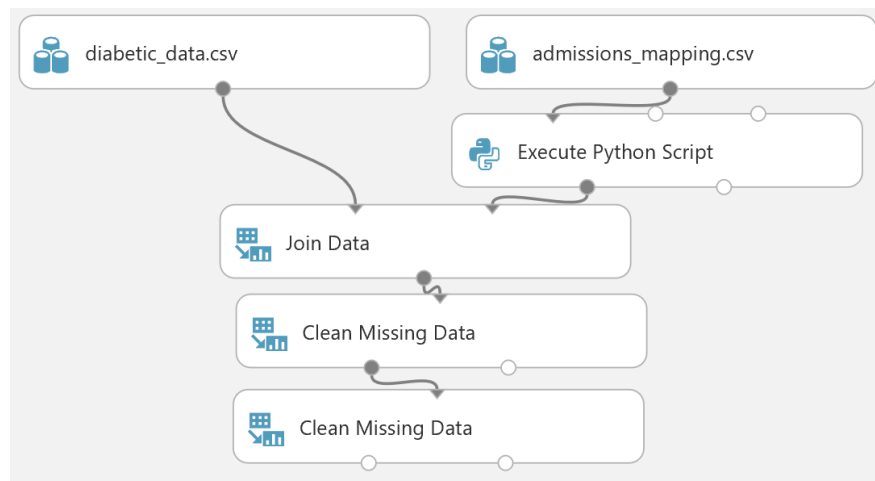 diabetic_data.csv
admissions_mapping.csv
Execute Python Script
Join Data
Clean Missing Data
Clean Missing Data